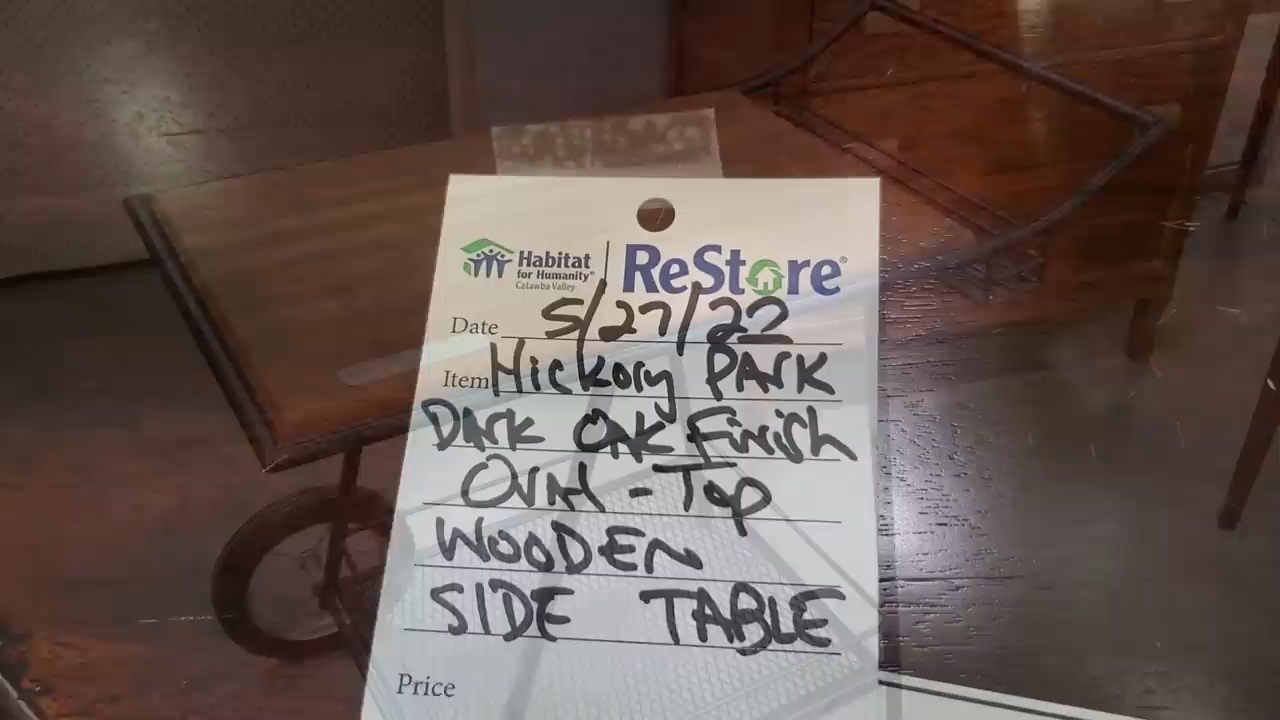 Habitat
for Humanity®
Catawba Valley
ReStore®
Date 5/27/22
Item Hickory PARK
DARK OAK Finish
OVAL - Top
WOODEN
SIDE TABLE
Price